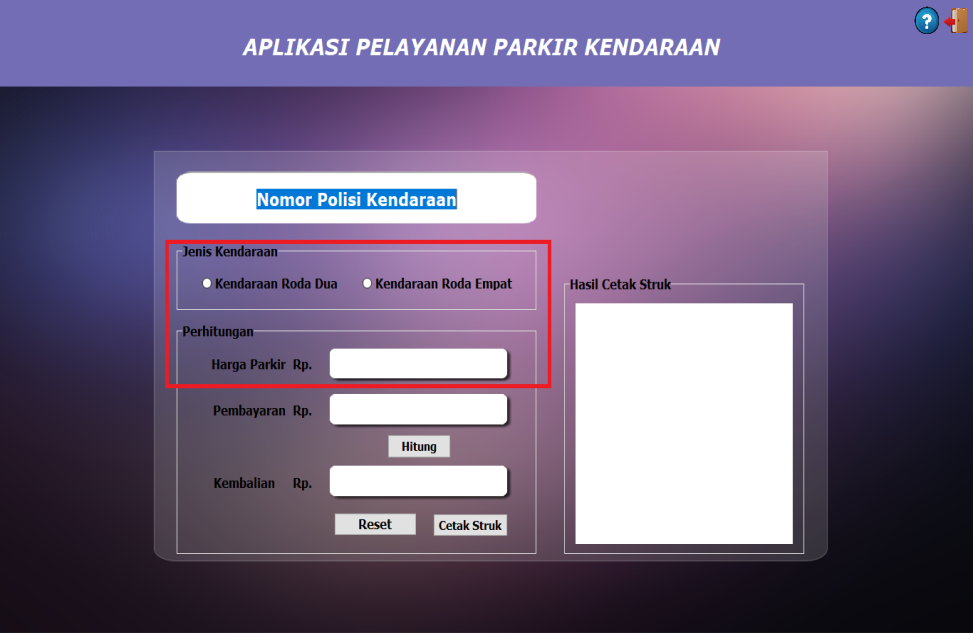 ?
APLIKASI PELAYANAN PARKIR KENDARAAN
Nomor Polisi Kendaraan
Jenis Kendaraan
Kendaraan Roda Dua
Kendaraan Roda Empat
Perhitungan
Harga Parkir Rp.
Pembayaran Rp.
Hitung
Kembalian Rp.
Reset
Cetak Struk
Hasil Cetak Struk